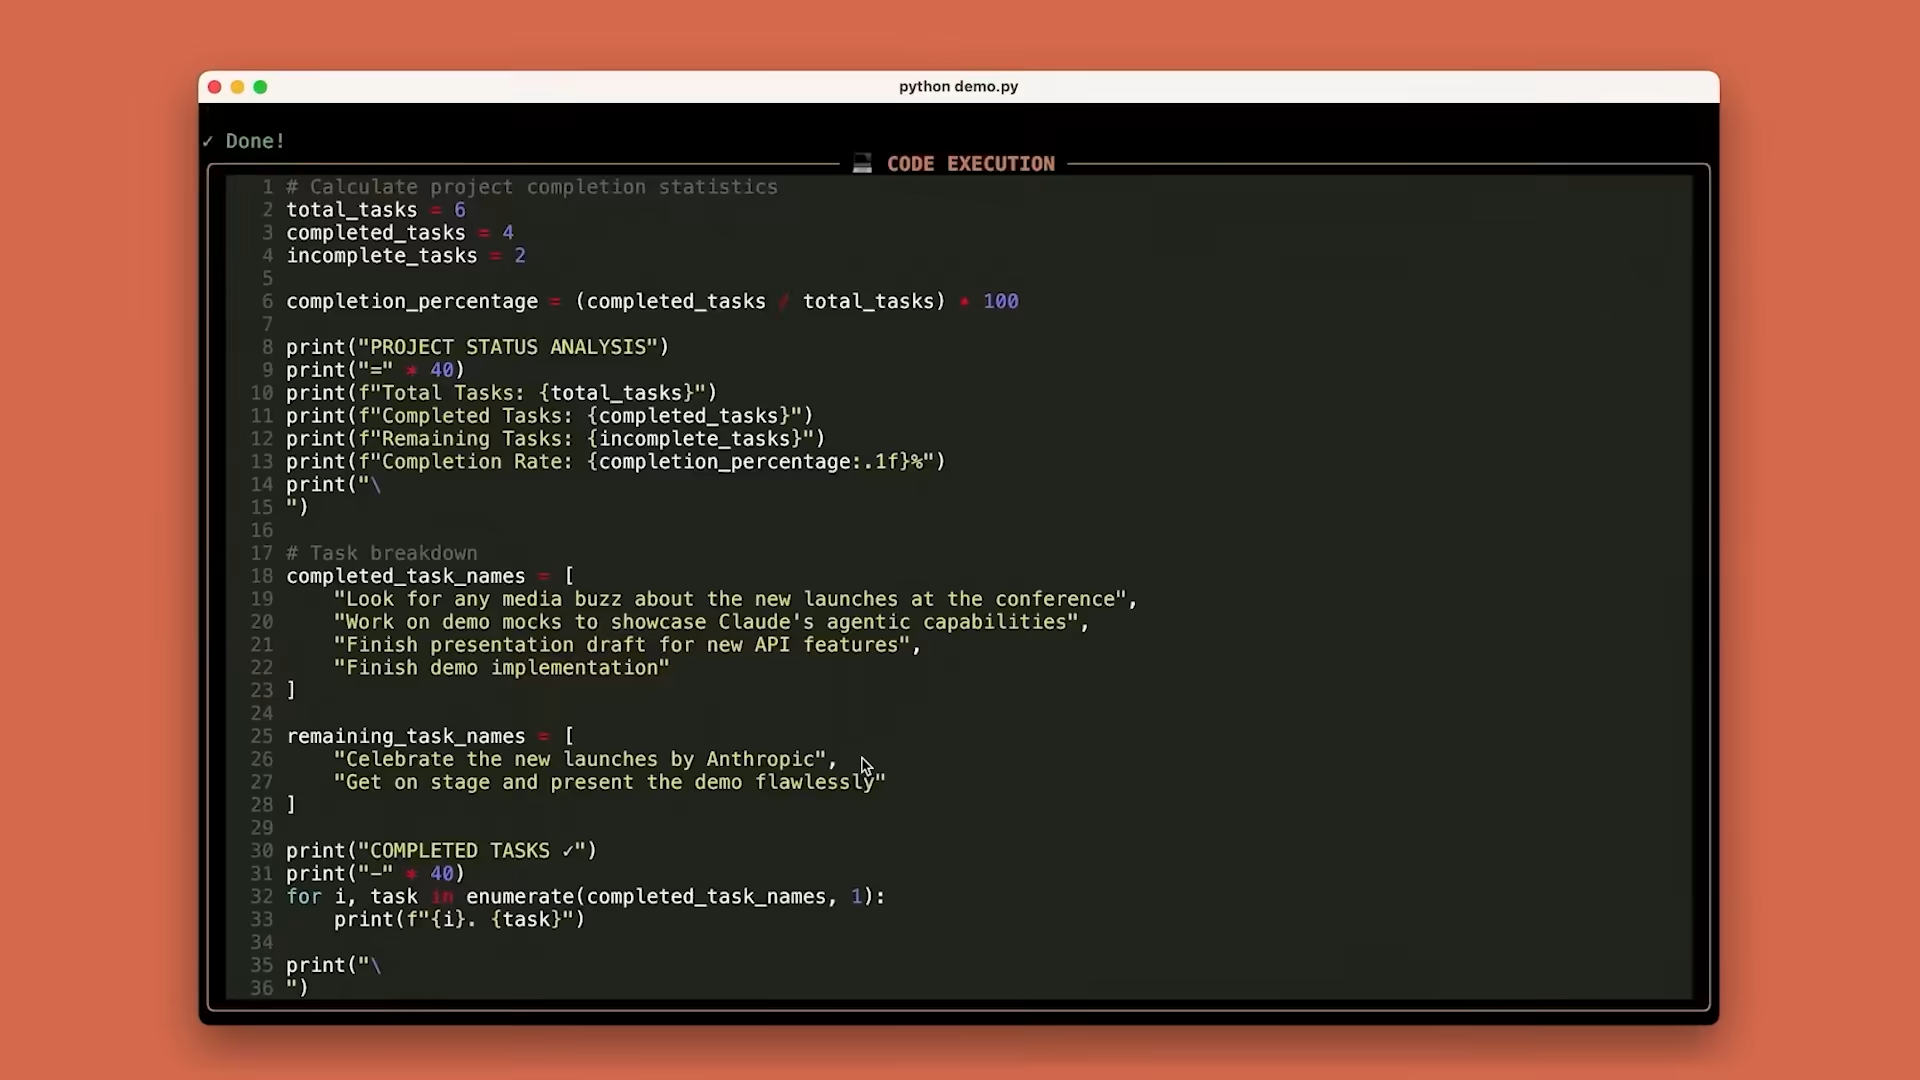 python demo.py
✓ Done!
CODE EXECUTION
1 # Calculate project completion statistics
2 total_tasks = 6
3 completed_tasks = 4
4 incomplete_tasks = 2
5
6 completion_percentage = (completed_tasks / total_tasks) * 100
7
8 print("PROJECT STATUS ANALYSIS")
9 print("=" * 40)
10 print(f"Total Tasks: {total_tasks}")
11 print(f"Completed Tasks: {completed_tasks}")
12 print(f"Remaining Tasks: {incomplete_tasks}")
13 print(f"Completion Rate: {completion_percentage:.1f}%")
14 print("\
15 ")
16
17 # Task breakdown
18 completed_task_names = [
19     "Look for any media buzz about the new launches at the conference",
20     "Work on demo mocks to showcase Claude's agentic capabilities",
21     "Finish presentation draft for new API features",
22     "Finish demo implementation"
23 ]
24
25 remaining_task_names = [
26     "Celebrate the new launches by Anthropic",
27     "Get on stage and present the demo flawlessly"
28 ]
29
30 print("COMPLETED TASKS ✓")
31 print("-" * 40)
32 for i, task in enumerate(completed_task_names, 1):
33     print(f"{i}. {task}")
34
35 print("\
36 ")